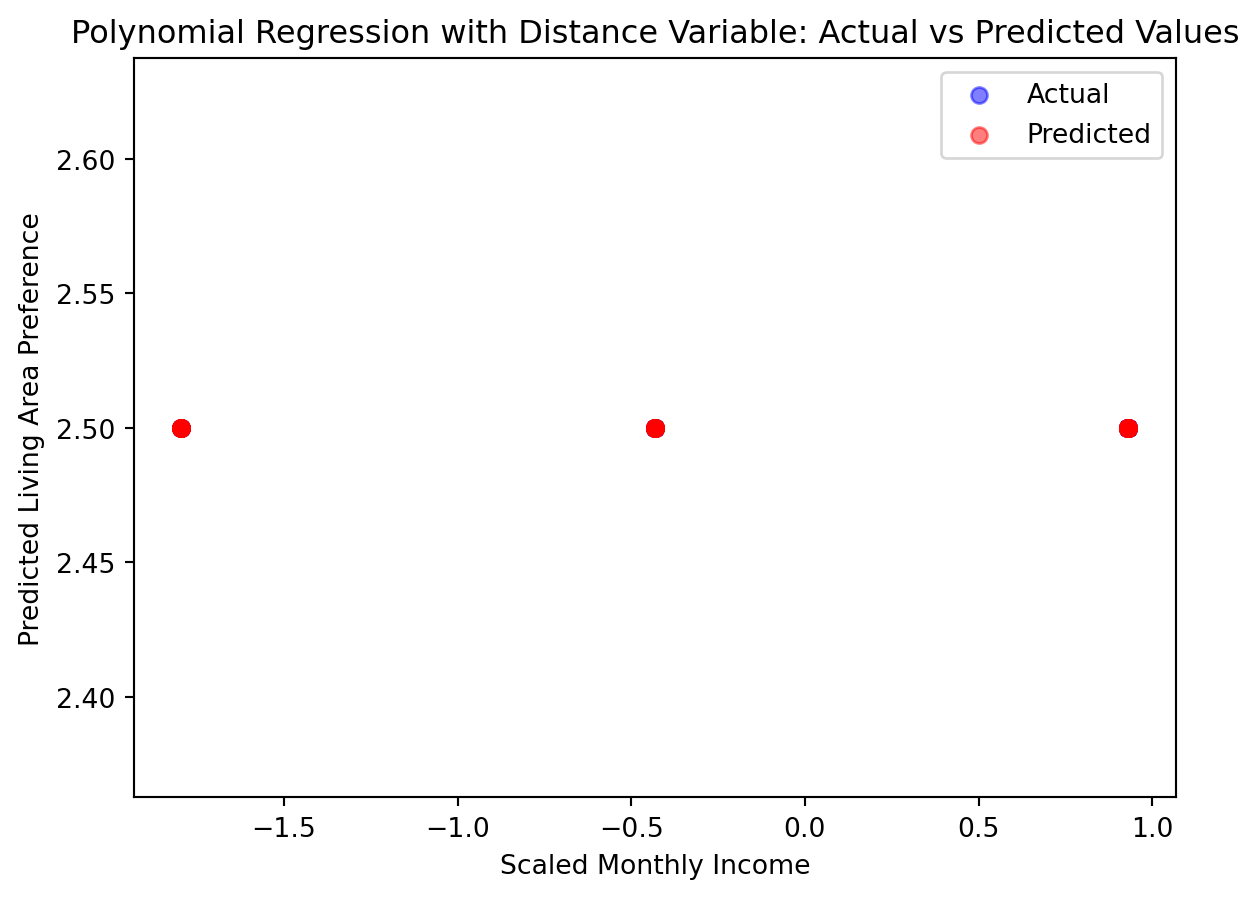 Polynomial Regression with Distance Variable: Actual vs Predicted Values
Actual
Predicted
2.60
2.55
2.50
2.45
2.40
Predicted Living Area Preference
−1.5
−1.0
−0.5
0.0
0.5
1.0
Scaled Monthly Income